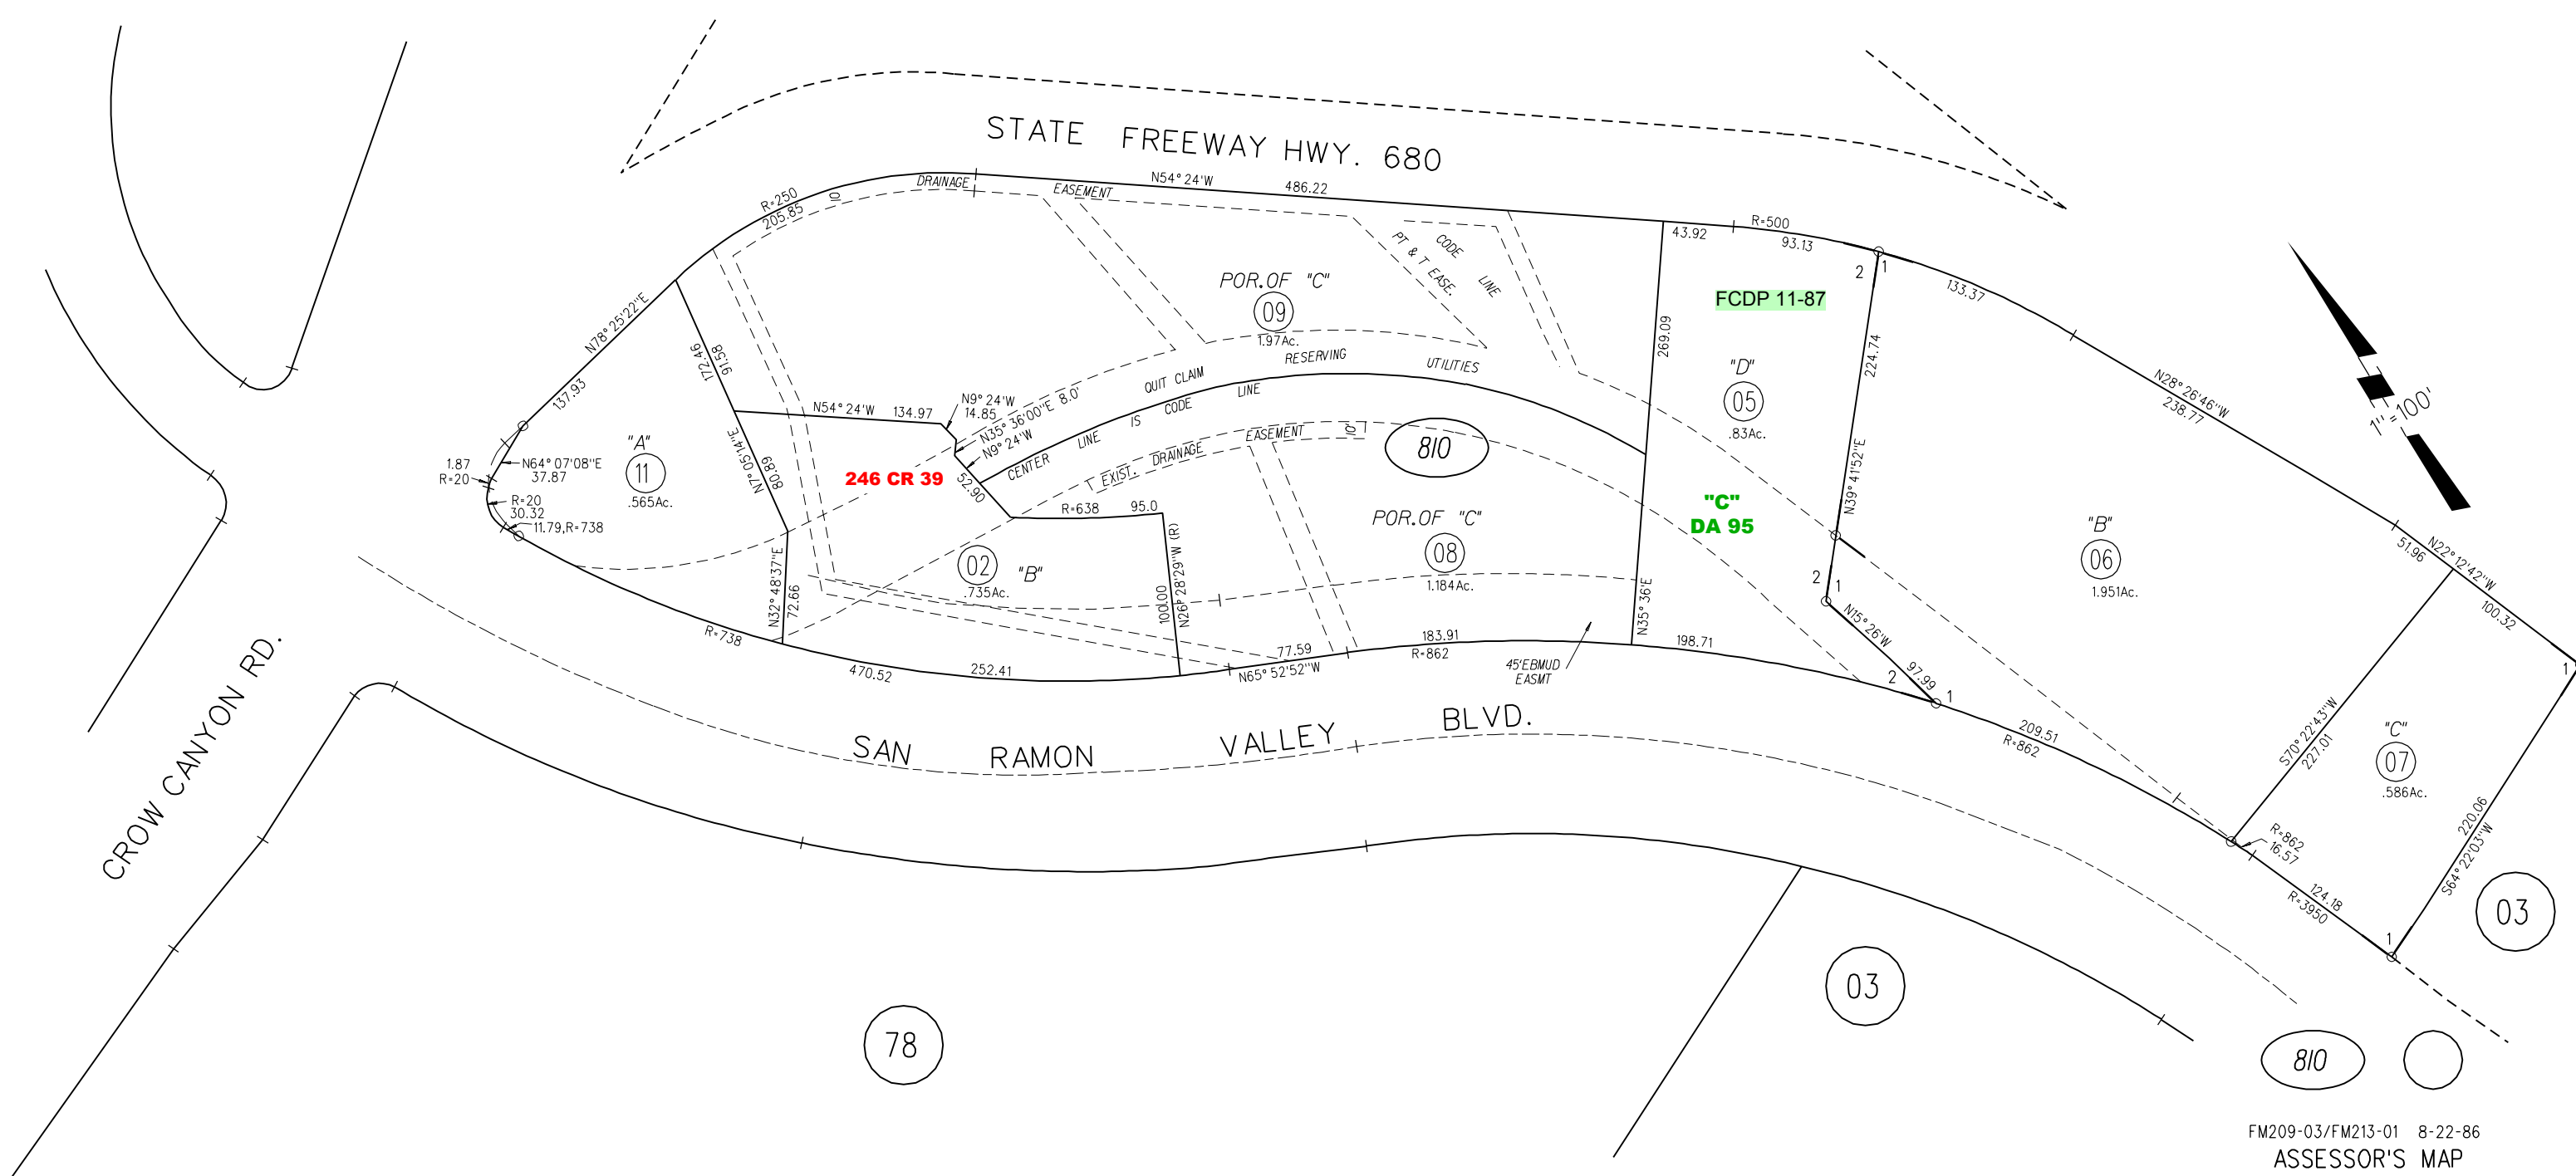 STATE FREEWAY HWY. 680
DRAINAGE EASEMENT
N54°24'W 486.22
R=250
205.85
10'
R=500
43.92
93.13
133.37
2
1
CODE LINE
PT & T EASE.
POR. OF "C"
09
1.97Ac.
FCDP 11-87
269.09
224.74
N28°26'46"W
238.77
1"=100'
N78°25'22"E
137.93
91.58
172.46
N7°05'14"E
80.89
N54°24'W 134.97
N9°24'W
14.85
N35°36'00"E 8.0'
N9°24'W
52.90
QUIT CLAIM RESERVING UTILITIES
CENTER LINE IS CODE LINE
EXIST. DRAINAGE EASEMENT
10'
810
"D"
05
.83Ac.
N39°41'52"E
"A"
11
.565Ac.
1.87
R=20
N64°07'08"E
37.87
R=20
30.32
11.79,R=738
246 CR 39
R=638 95.0
02
"B"
.735Ac.
100.00
N26°28'29"W (R)
N32°48'37"E
72.66
POR. OF "C"
08
1.184Ac.
N35°36'E
"C"
DA 95
"B"
06
1.951Ac.
51.96
N22°12'42"W
100.32
1
2
1
N15°26'W
97.99
2
1
R=738
470.52
252.41
77.59
N65°52'52"W
183.91
R=862
45'EBMUD
EASMT
198.71
209.51
R=862
S70°22'43"W
227.01
"C"
07
.586Ac.
220.06
S64°22'03"W
R=862
16.57
124.18
R=3950
1
CROW CANYON RD.
SAN RAMON VALLEY BLVD.
03
03
78
810
FM209-03/FM213-01 8-22-86
ASSESSOR'S MAP